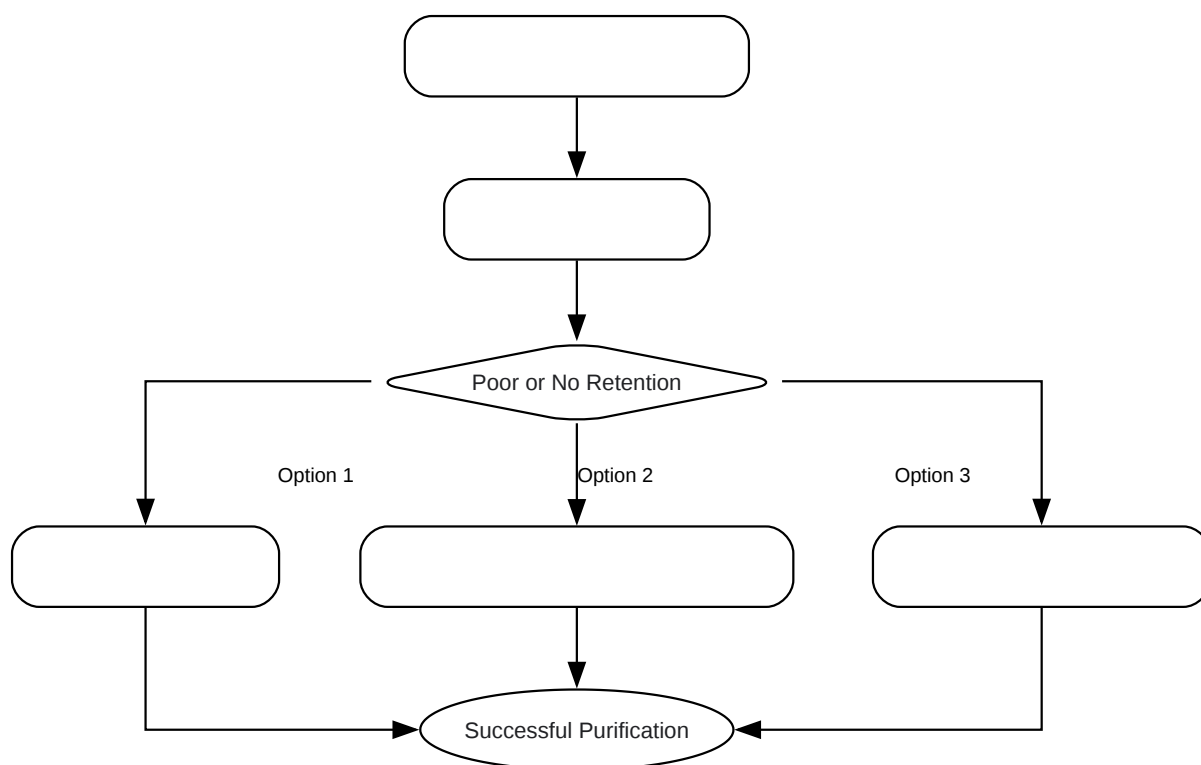 Poor or No Retention
Option 1
Option 2
Option 3
Successful Purification